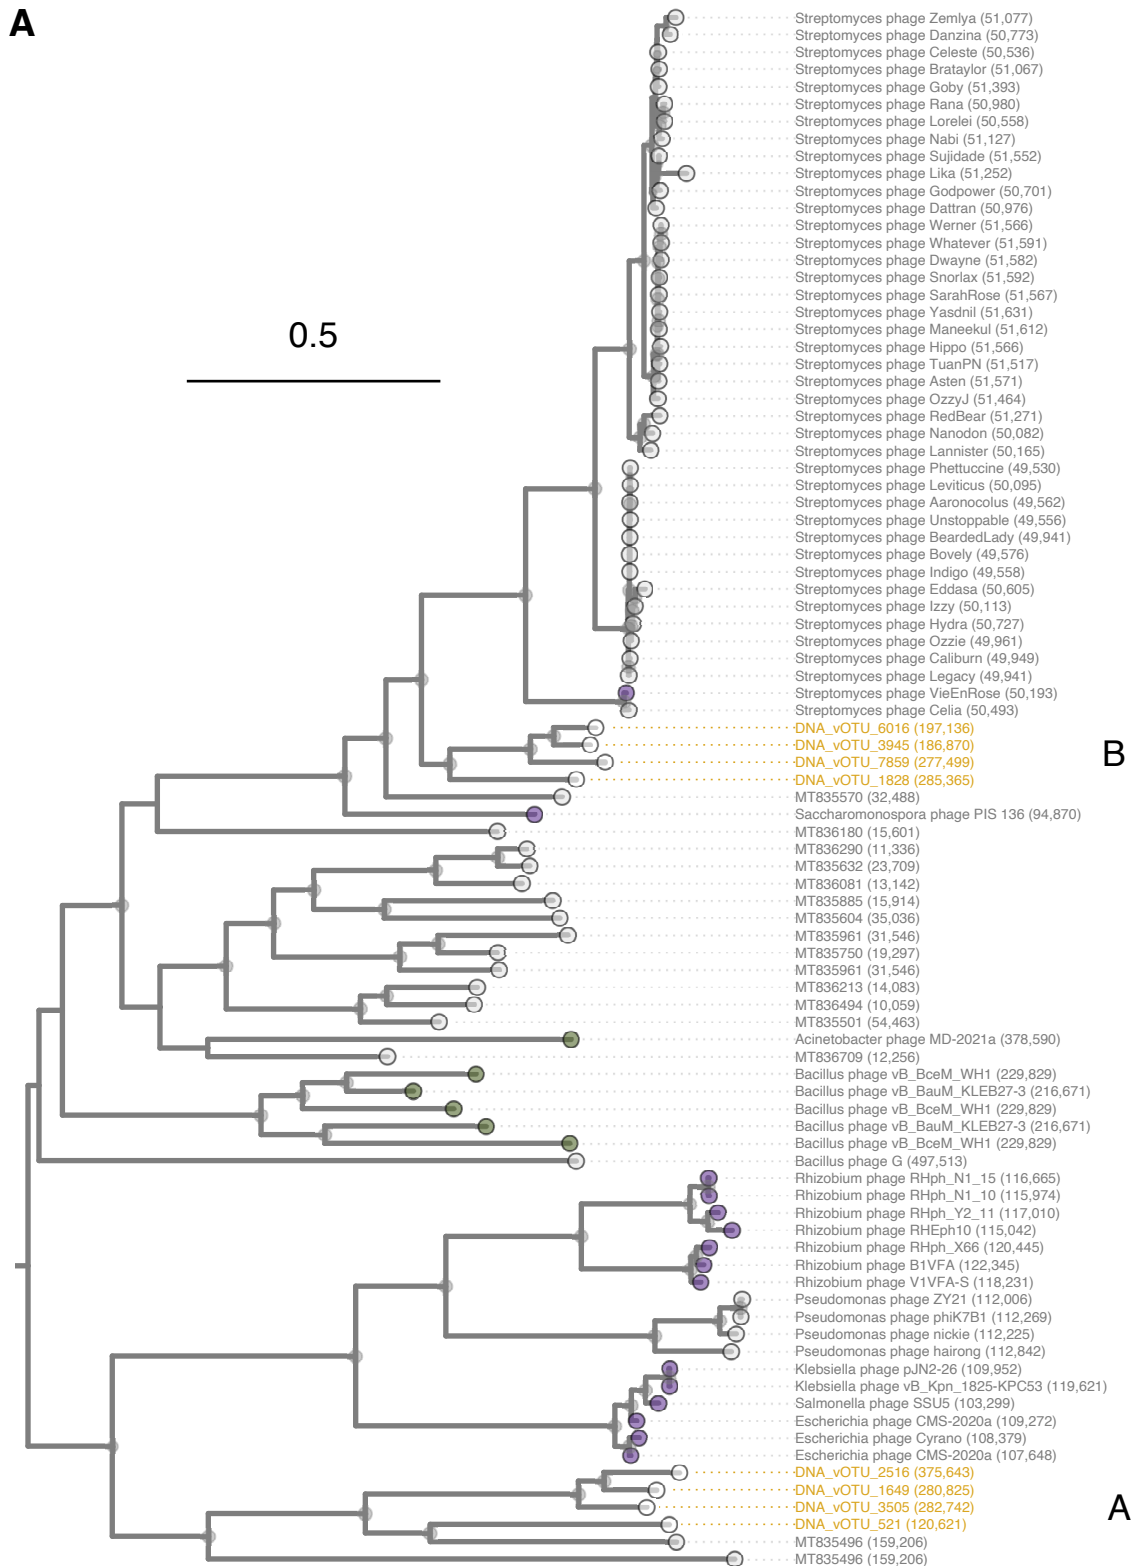 A
Streptomyces phage Zemlya (51,077)
Streptomyces phage Danzina (50,773)
Streptomyces phage Celeste (50,536)
Streptomyces phage Brataylor (51,067)
Streptomyces phage Goby (51,393)
Streptomyces phage Rana (50,980)
Streptomyces phage Lorelei (50,558)
Streptomyces phage Nabi (51,127)
Streptomyces phage Sujidade (51,552)
Streptomyces phage Lika (51,252)
Streptomyces phage Godpower (50,701)
Streptomyces phage Dattran (50,976)
Streptomyces phage Werner (51,566)
Streptomyces phage Whatever (51,591)
Streptomyces phage Dwayne (51,582)
Streptomyces phage Snorlax (51,592)
Streptomyces phage SarahRose (51,567)
Streptomyces phage Yasdnil (51,631)
Streptomyces phage Maneekul (51,612)
0.5
Streptomyces phage Hippo (51,566)
Streptomyces phage TuanPN (51,517)
Streptomyces phage Asten (51,571)
Streptomyces phage OzzyJ (51,464)
Streptomyces phage RedBear (51,271)
Streptomyces phage Nanodon (50,082)
Streptomyces phage Lannister (50,165)
Streptomyces phage Phettuccine (49,530)
Streptomyces phage Leviticus (50,095)
Streptomyces phage Aaronocolus (49,562)
Streptomyces phage Unstoppable (49,556)
Streptomyces phage BeardedLady (49,941)
Streptomyces phage Bovely (49,576)
Streptomyces phage Indigo (49,558)
Streptomyces phage Eddasa (50,605)
Streptomyces phage Izzy (50,113)
Streptomyces phage Hydra (50,727)
Streptomyces phage Ozzie (49,961)
Streptomyces phage Caliburn (49,949)
Streptomyces phage Legacy (49,941)
Streptomyces phage VieEnRose (50,193)
Streptomyces phage Celia (50,493)
DNA_vOTU_6016 (197,136)
DNA_vOTU_3945 (186,870)
B
DNA_vOTU_7859 (277,499)
DNA_vOTU_1828 (285,365)
MT835570 (32,488)
Saccharomonospora phage PIS 136 (94,870)
MT836180 (15,601)
MT836290 (11,336)
MT835632 (23,709)
MT836081 (13,142)
MT835885 (15,914)
MT835604 (35,036)
MT835961 (31,546)
MT835750 (19,297)
MT835961 (31,546)
MT836213 (14,083)
MT836494 (10,059)
MT835501 (54,463)
Acinetobacter phage MD-2021a (378,590)
MT836709 (12,256)
Bacillus phage vB_BceM_WH1 (229,829)
Bacillus phage vB_BauM_KLEB27-3 (216,671)
Bacillus phage vB_BceM_WH1 (229,829)
Bacillus phage vB_BauM_KLEB27-3 (216,671)
Bacillus phage vB_BceM_WH1 (229,829)
Bacillus phage G (497,513)
Rhizobium phage RHph_N1_15 (116,665)
Rhizobium phage RHph_N1_10 (115,974)
Rhizobium phage RHph_Y2_11 (117,010)
Rhizobium phage RHEph10 (115,042)
Rhizobium phage RHph_X66 (120,445)
Rhizobium phage B1VFA (122,345)
Rhizobium phage V1VFA-S (118,231)
Pseudomonas phage ZY21 (112,006)
Pseudomonas phage phiK7B1 (112,269)
Pseudomonas phage nickie (112,225)
Pseudomonas phage hairong (112,842)
Klebsiella phage pJN2-26 (109,952)
Klebsiella phage vB_Kpn_1825-KPC53 (119,621)
Salmonella phage SSU5 (103,299)
Escherichia phage CMS-2020a (109,272)
Escherichia phage Cyrano (108,379)
Escherichia phage CMS-2020a (107,648)
DNA_vOTU_2516 (375,643)
DNA_vOTU_1649 (280,825)
DNA_vOTU_3505 (282,742)
A
DNA_vOTU_521 (120,621)
MT835496 (159,206)
MT835496 (159,206)